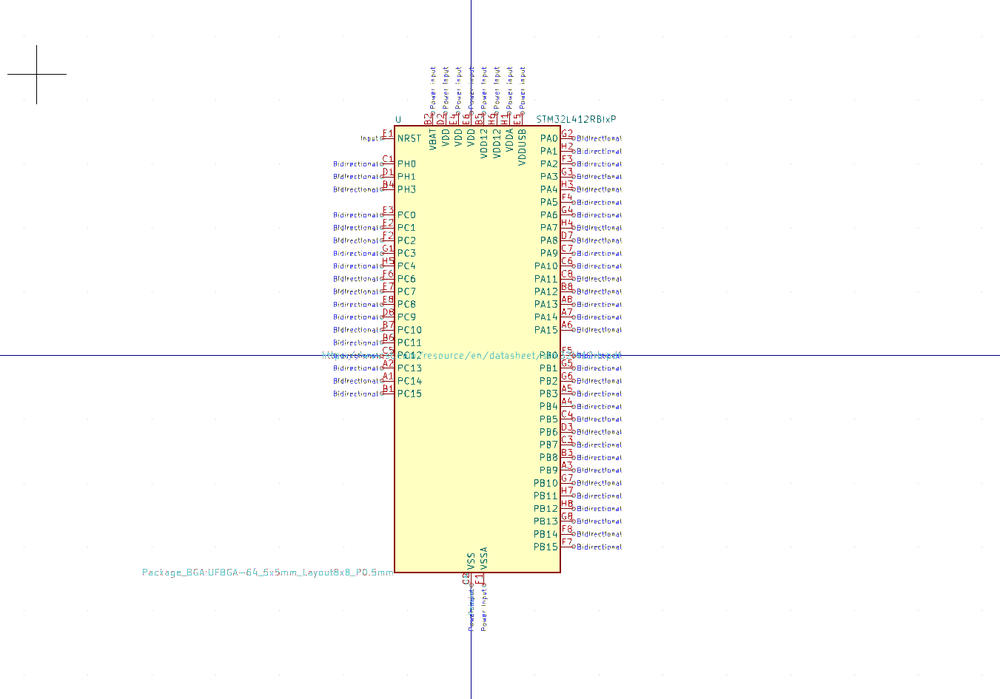 Power Input B2 VBAT
Power Input D2 VDD
Power Input E4 VDD
Power Input E6 VDD
Power Input B5 VDD12
Power Input H6 VDD12
Power Input H1 VDDA
Power Input E5 VDDUSB
U
STM32L412RBIxP
Input E1 NRST
Bidirectional C1 PH0
Bidirectional D1 PH1
Bidirectional B4 PH3
Bidirectional E3 PC0
Bidirectional E2 PC1
Bidirectional F2 PC2
Bidirectional G1 PC3
Bidirectional H5 PC4
Bidirectional F6 PC6
Bidirectional E7 PC7
Bidirectional E8 PC8
Bidirectional D8 PC9
Bidirectional B7 PC10
Bidirectional B6 PC11
C5 PC12
Bidirectional A2 PC13
Bidirectional A1 PC14
Bidirectional B1 PC15
PA0 G2 Bidirectional
PA1 H2 Bidirectional
PA2 F3 Bidirectional
PA3 G3 Bidirectional
PA4 H3 Bidirectional
PA5 F4 Bidirectional
PA6 G4 Bidirectional
PA7 H4 Bidirectional
PA8 D7 Bidirectional
PA9 C7 Bidirectional
PA10 C6 Bidirectional
PA11 C8 Bidirectional
PA12 B8 Bidirectional
PA13 A8 Bidirectional
PA14 A7 Bidirectional
PA15 A6 Bidirectional
/resource/en/datasheet/
PB0 F5
PB1 G5 Bidirectional
PB2 G6 Bidirectional
PB3 A5 Bidirectional
PB4 A4 Bidirectional
PB5 C4 Bidirectional
PB6 D3 Bidirectional
PB7 C3 Bidirectional
PB8 B3 Bidirectional
PB9 A3 Bidirectional
PB10 G7 Bidirectional
PB11 H7 Bidirectional
PB12 H8 Bidirectional
PB13 G8 Bidirectional
PB14 F8 Bidirectional
PB15 F7 Bidirectional
Package_BGA:UFBGA-64_5x5mm_Layout8x8_P0.5mm
VSS C2 Power Input
VSSA F1 Power Input